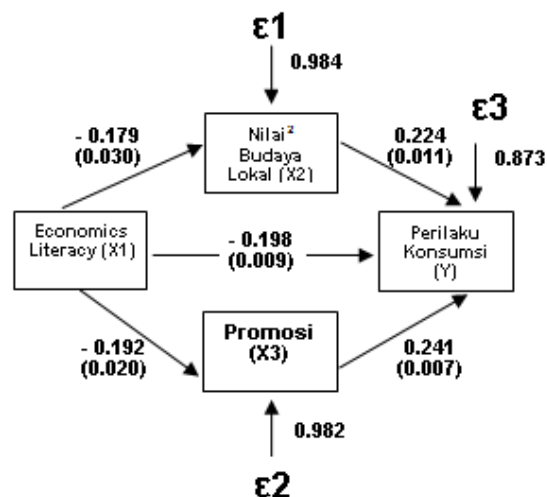 ε1
0.984
- 0.179
(0.030)
Nilai²
Budaya
Lokal (X2)
0.224
(0.011)
ε3
0.873
Economics
Literacy (X1)
- 0.198
(0.009)
Perilaku
Konsumsi
(Y)
- 0.192
(0.020)
Promosi
(X3)
0.241
(0.007)
0.982
ε2